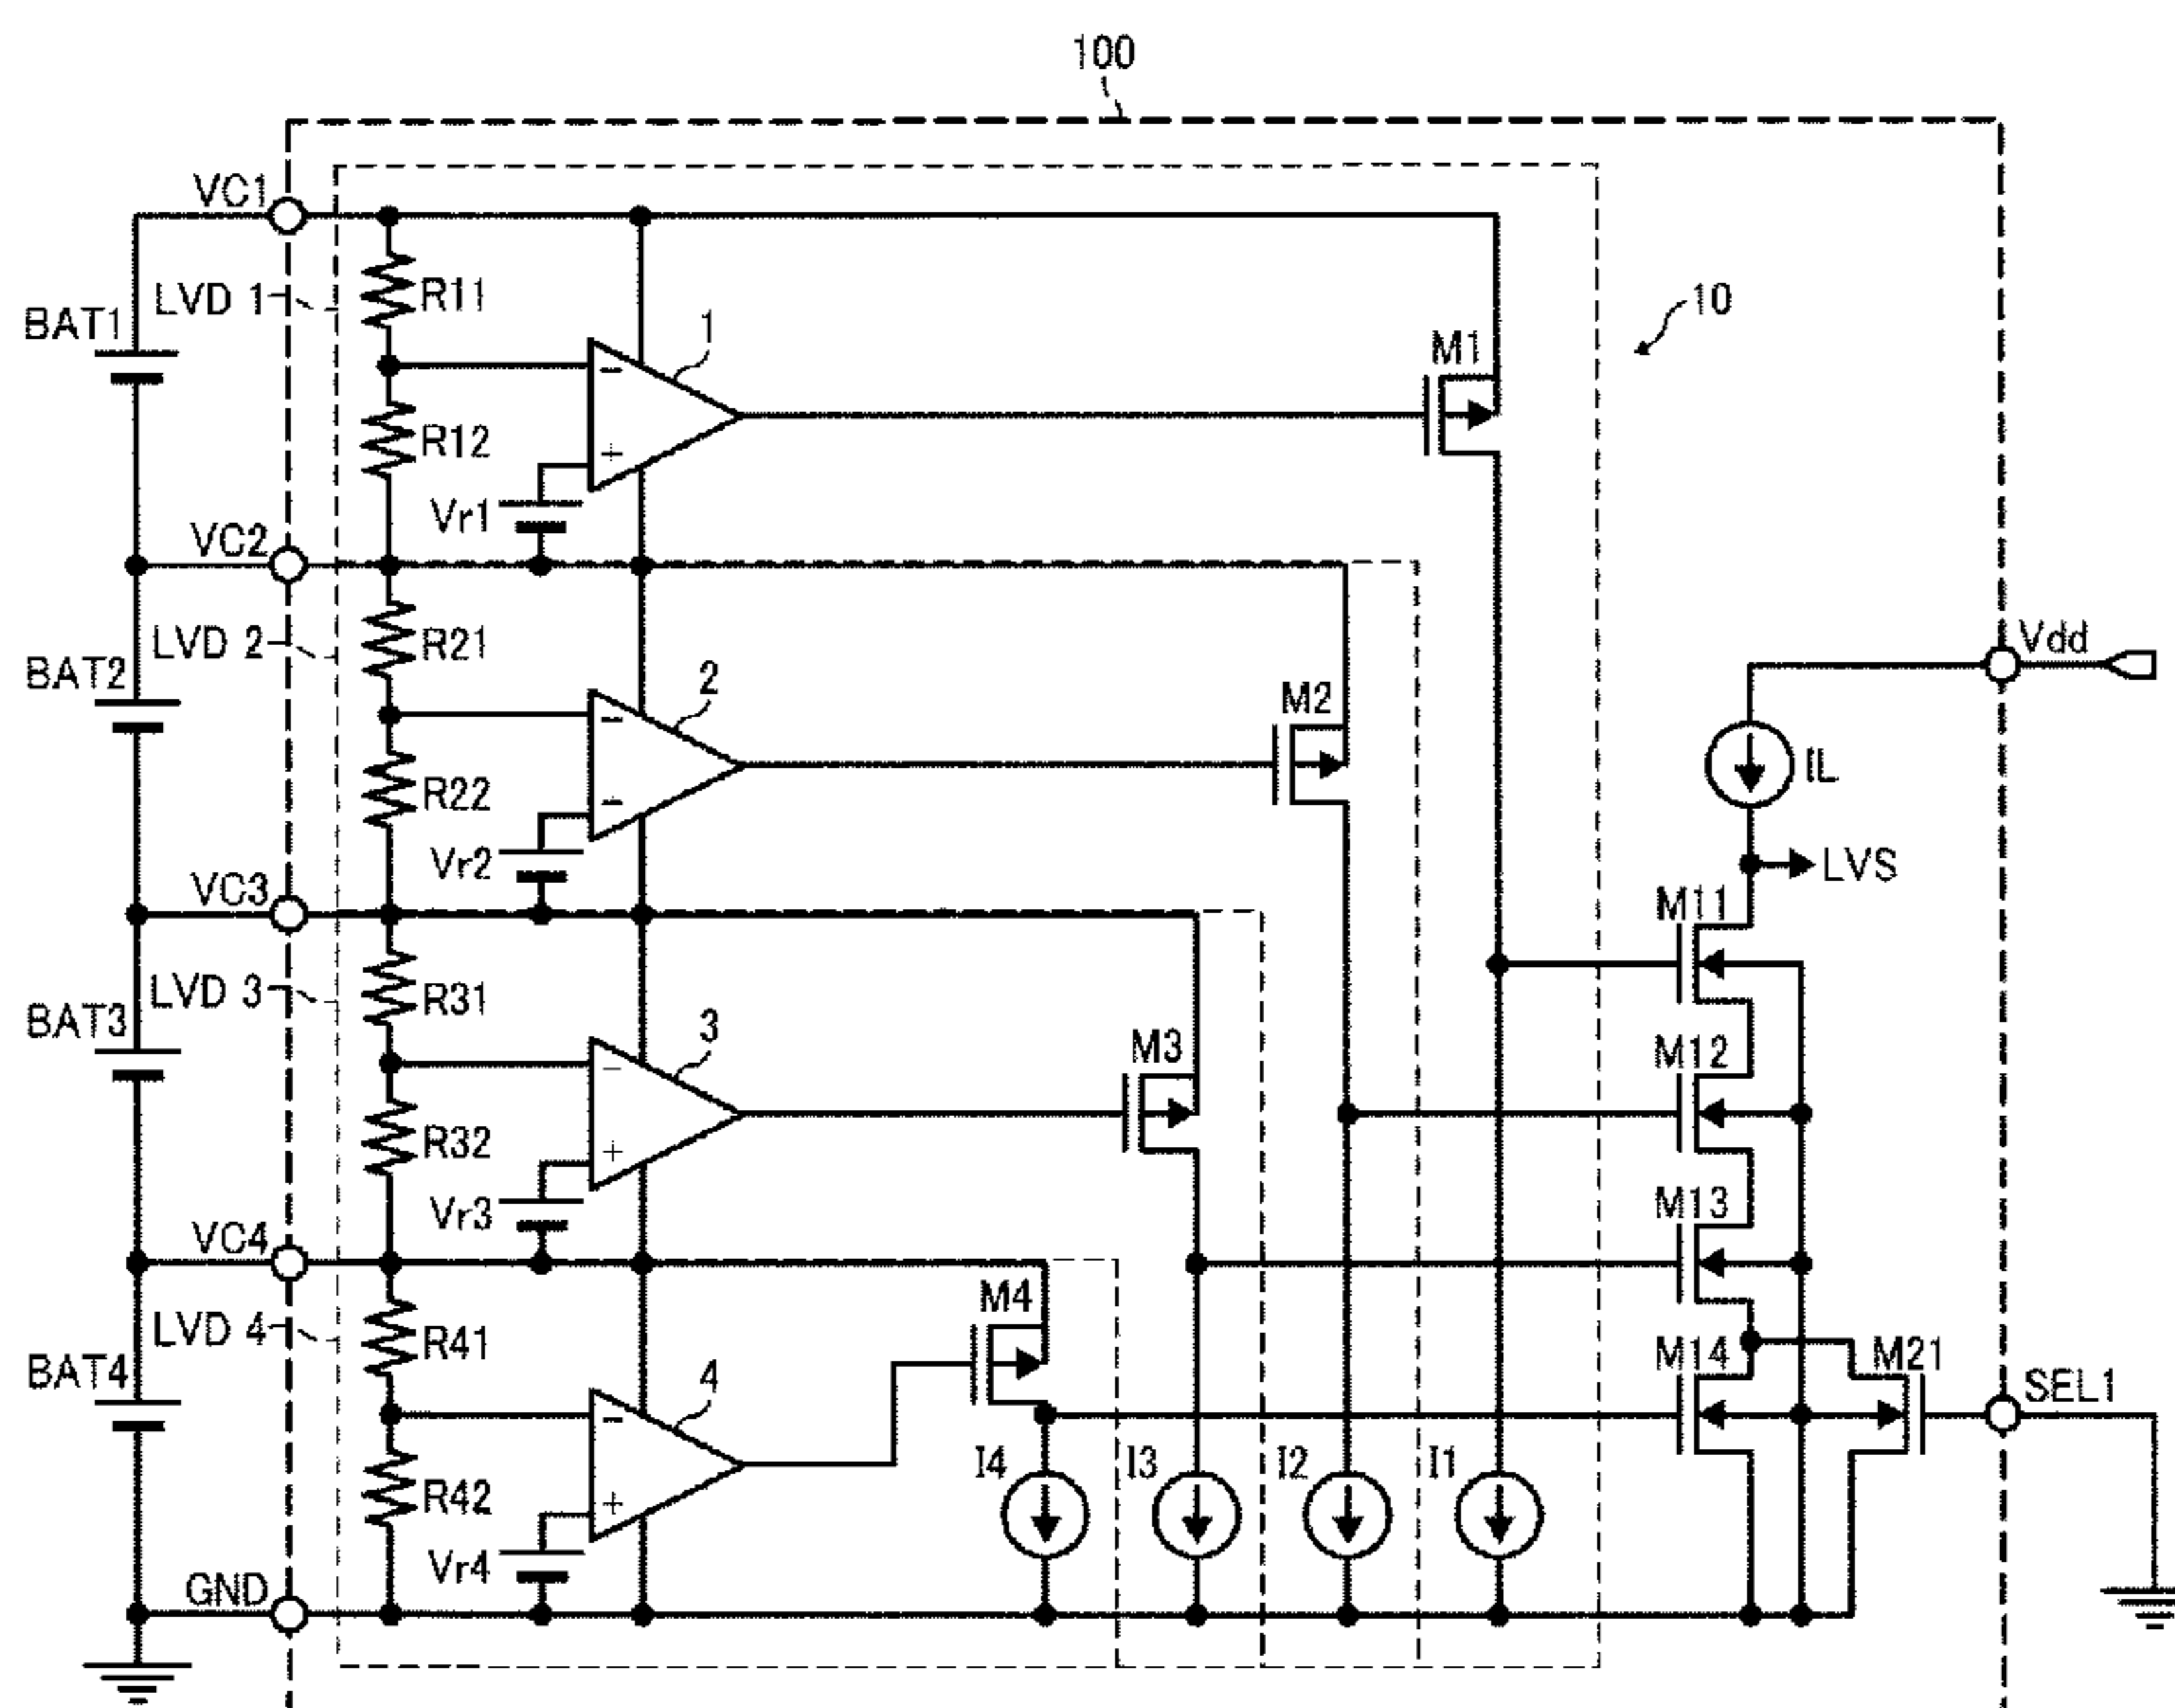 100
VC1
LVD 1
R11
BAT1
1
10
M1
R12
Vr1
VC2
LVD 2
R21
Vdd
BAT2
2
M2
IL
R22
Vr2
LVS
VC3
M11
LVD 3
R31
BAT3
3
M3
M12
R32
Vr3
M13
VC4
M4
LVD 4
R41
M14
M21
BAT4
4
SEL1
I4
I3
I2
I1
R42
Vr4
GND